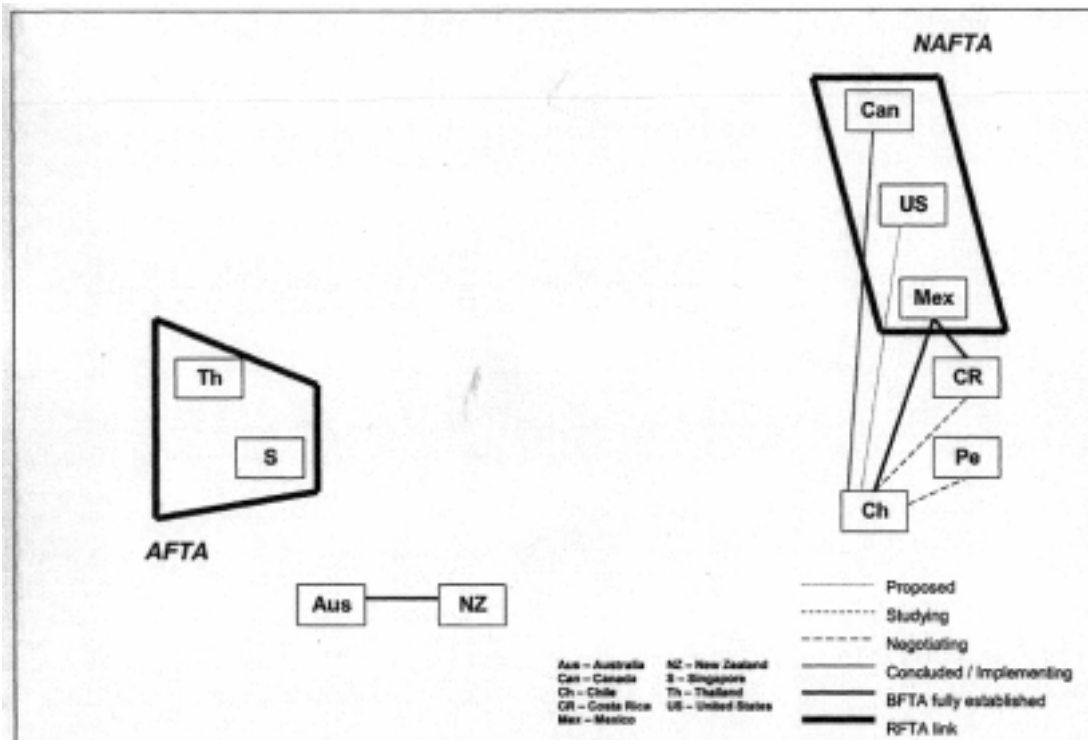 NAFTA
Can
US
Mex
Th
CR
S
Pe
Ch
AFTA
Aus
NZ
Proposed
Studying
Negotiating
Concluded / Implementing
BFTA fully established
RFTA link
Aus – Australia
Can – Canada
Ch – Chile
CR – Costa Rica
Mex – Mexico
NZ – New Zealand
S – Singapore
Th – Thailand
US – United States